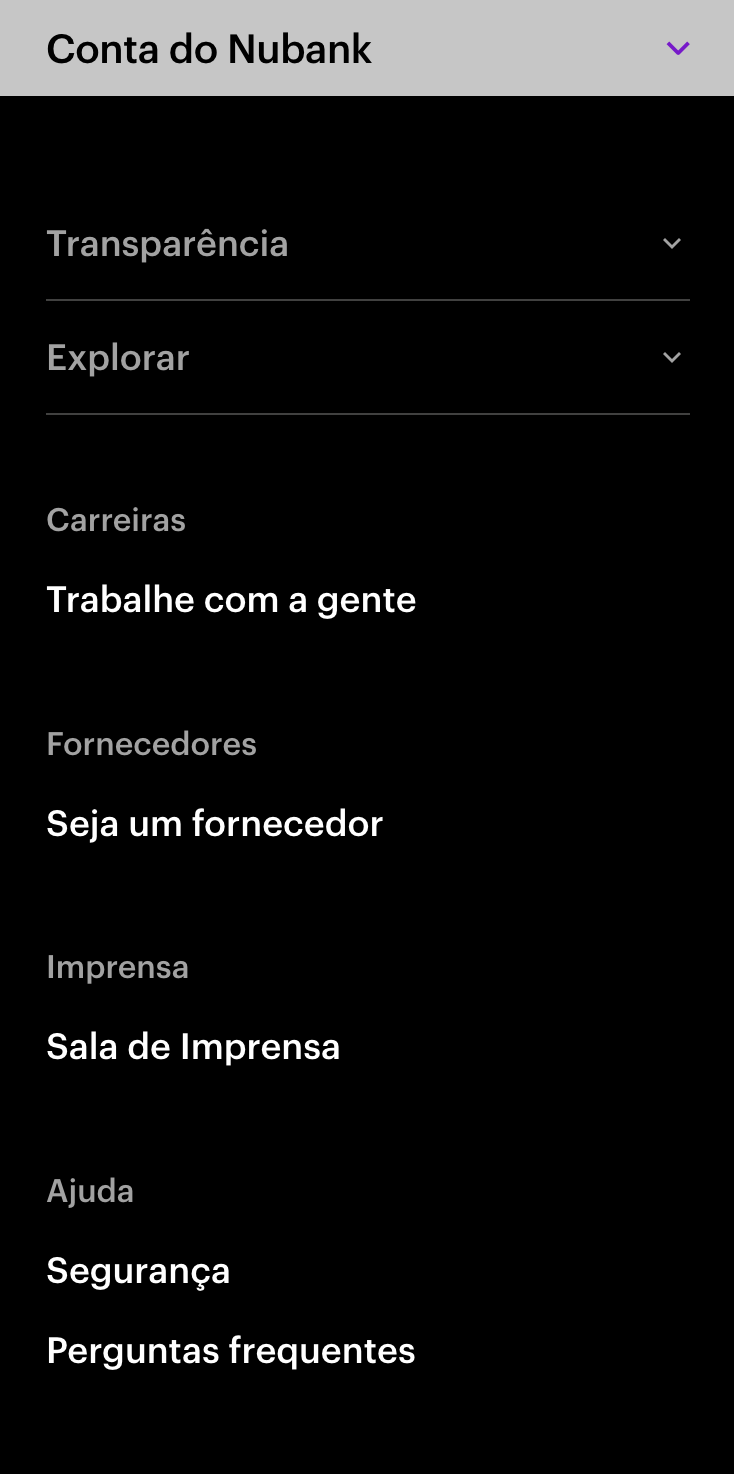 Conta do Nubank
Transparência
Explorar
Carreiras
Trabalhe com a gente
Fornecedores
Seja um fornecedor
Imprensa
Sala de Imprensa
Ajuda
Segurança
Perguntas frequentes